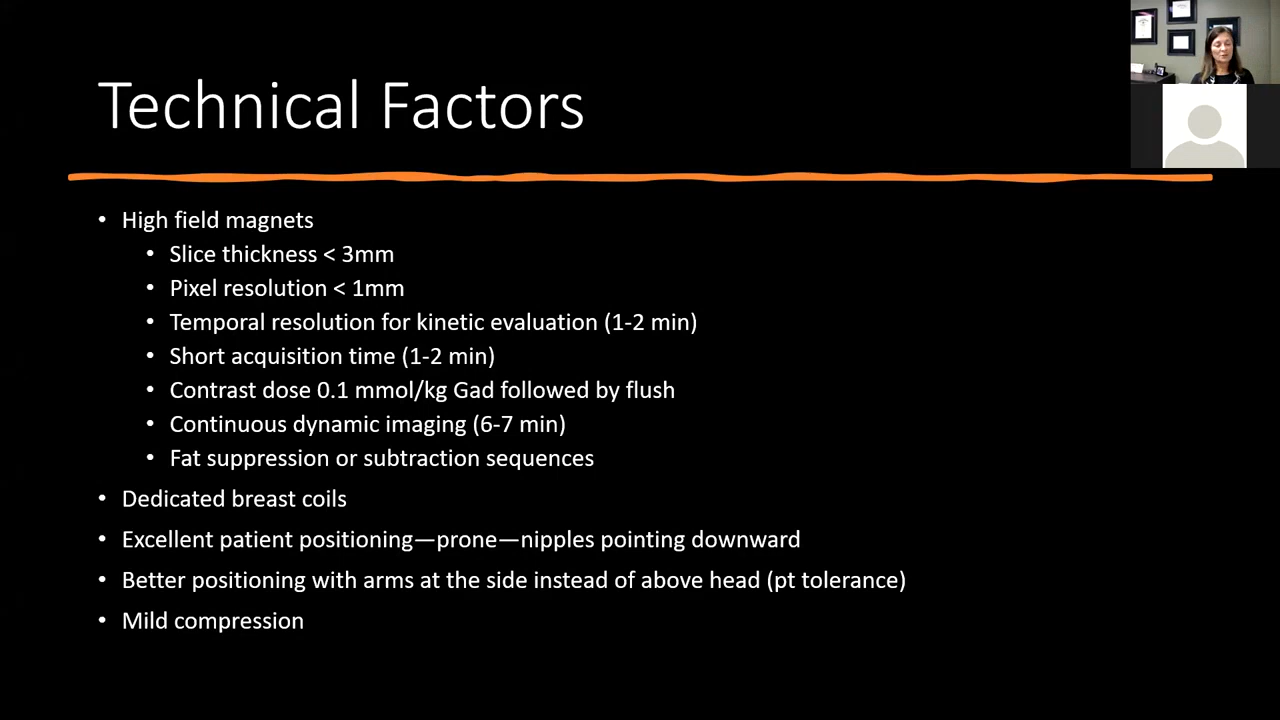 Technical Factors
• High field magnets
• Slice thickness < 3mm
• Pixel resolution < 1mm
• Temporal resolution for kinetic evaluation (1-2 min)
• Short acquisition time (1-2 min)
• Contrast dose 0.1 mmol/kg Gad followed by flush
• Continuous dynamic imaging (6-7 min)
• Fat suppression or subtraction sequences
• Dedicated breast coils
• Excellent patient positioning—prone—nipples pointing downward
• Better positioning with arms at the side instead of above head (pt tolerance)
• Mild compression